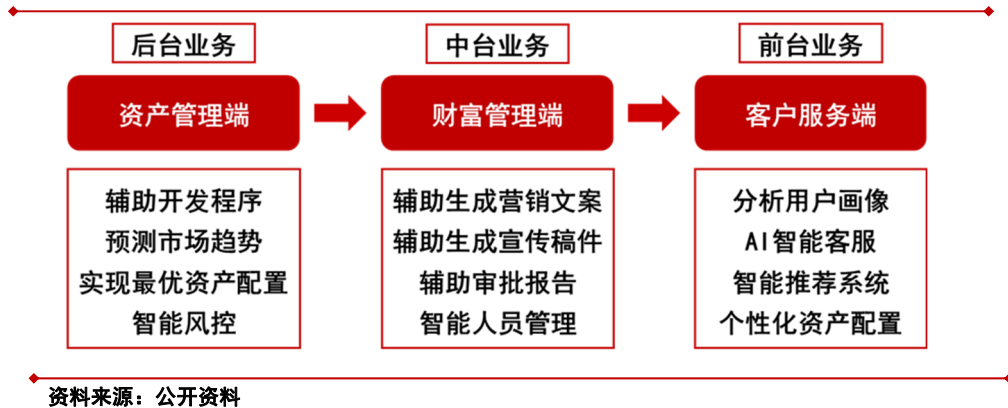 后台业务
中台业务
前台业务
资产管理端
财富管理端
客户服务端
辅助开发程序
预测市场趋势
实现最优资产配置
智能风控
辅助生成营销文案
辅助生成宣传稿件
辅助审批报告
智能人员管理
分析用户画像
AI智能客服
智能推荐系统
个性化资产配置
资料来源：公开资料